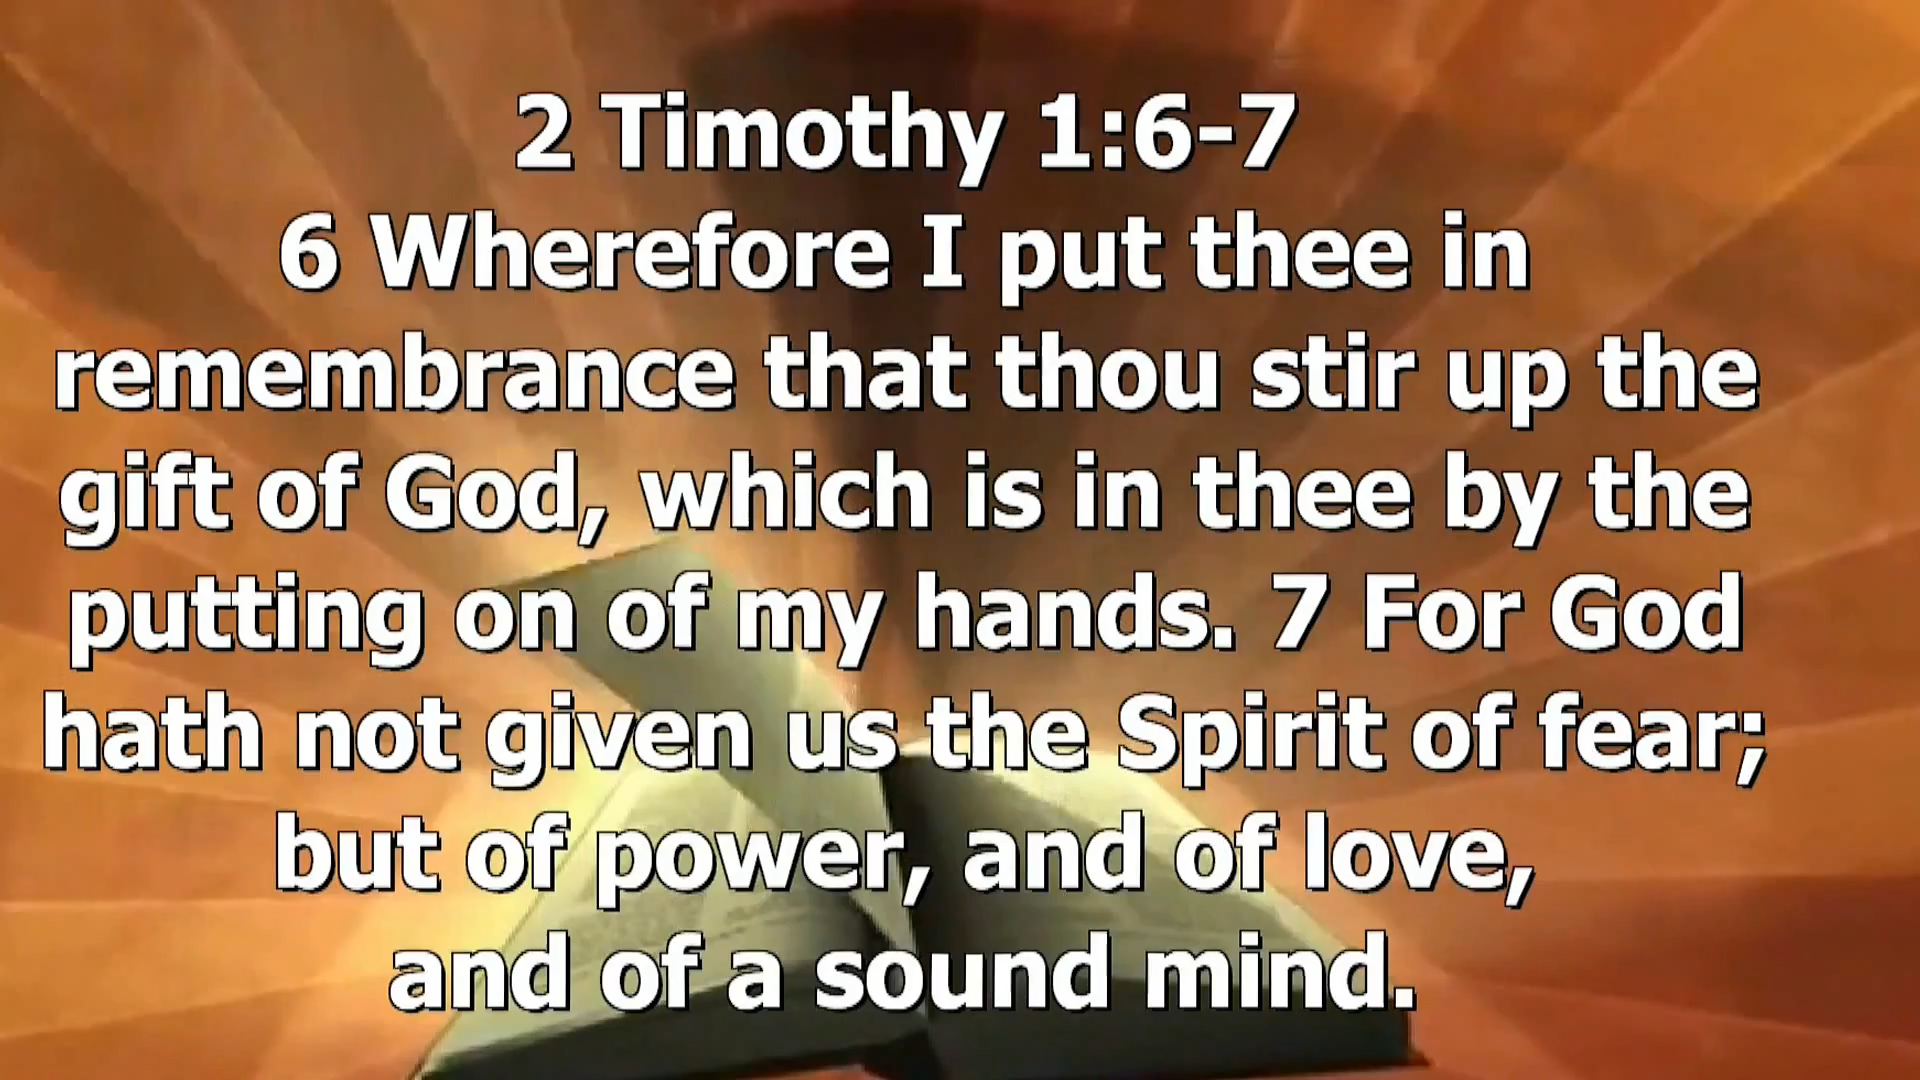 2 Timothy 1:6-7
6 Wherefore I put thee in
remembrance that thou stir up the
gift of God, which is in thee by the
putting on of my hands. 7 For God
hath not given us the Spirit of fear;
but of power, and of love,
and of a sound mind.